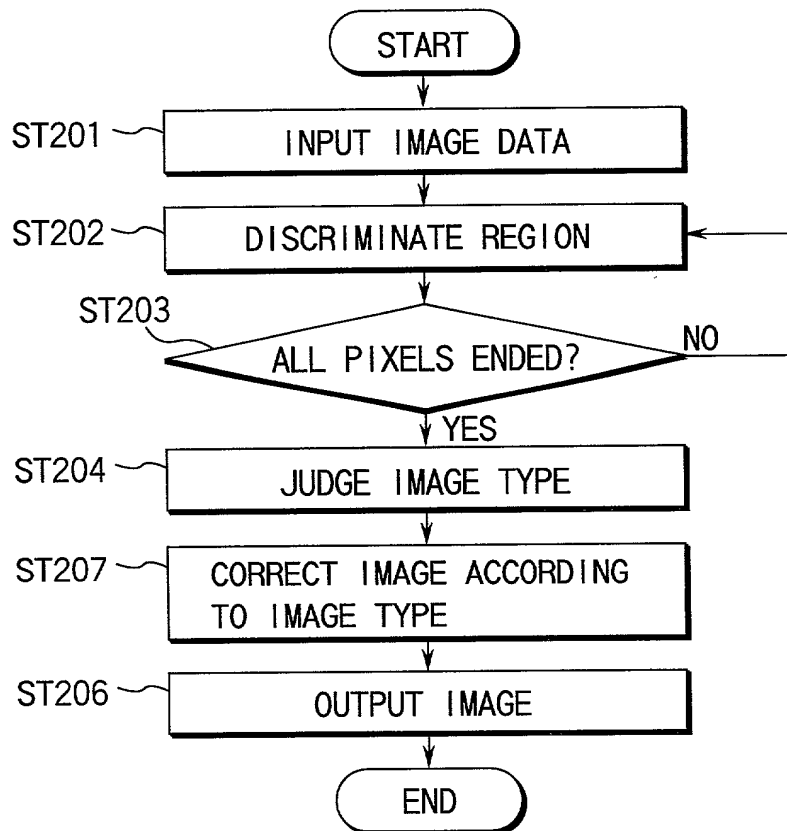 START
ST201
INPUT IMAGE DATA
ST202
DISCRIMINATE REGION
ST203
ALL PIXELS ENDED?
NO
YES
ST204
JUDGE IMAGE TYPE
ST207
CORRECT IMAGE ACCORDING
TO IMAGE TYPE
ST206
OUTPUT IMAGE
END